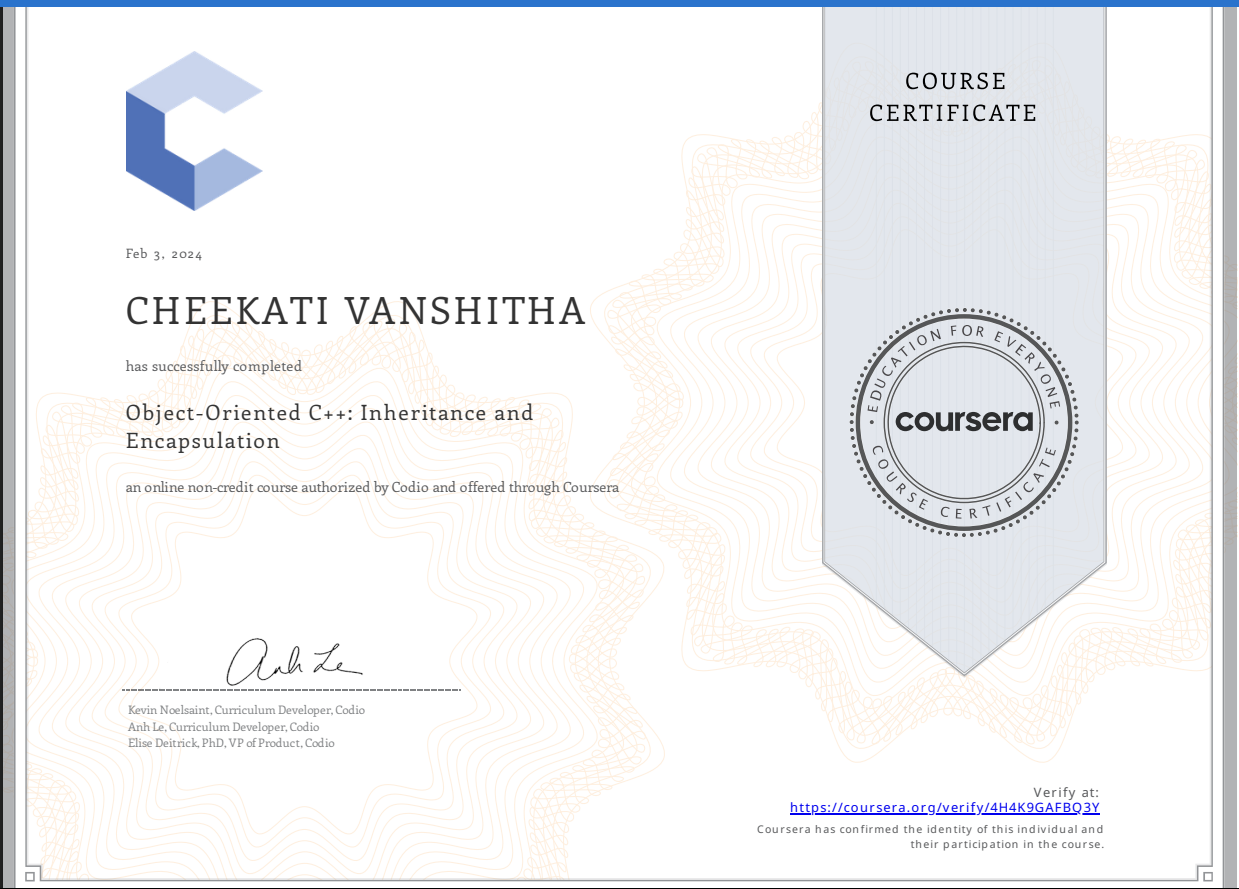 COURSE
CERTIFICATE
Feb 3, 2024
CHEEKATI VANSHITHA
has successfully completed
Object-Oriented C++: Inheritance and
Encapsulation
an online non-credit course authorized by Codio and offered through Coursera
EDUCATION FOR EVERYONE
coursera
COURSE CERTIFICATE
Anh Le
Kevin Noelsaint, Curriculum Developer, Codio
Anh Le, Curriculum Developer, Codio
Elise Deitrick, PhD, VP of Product, Codio
Verify at:
https://coursera.org/verify/4H4K9GAFBQ3Y
Coursera has confirmed the identity of this individual and
their participation in the course.